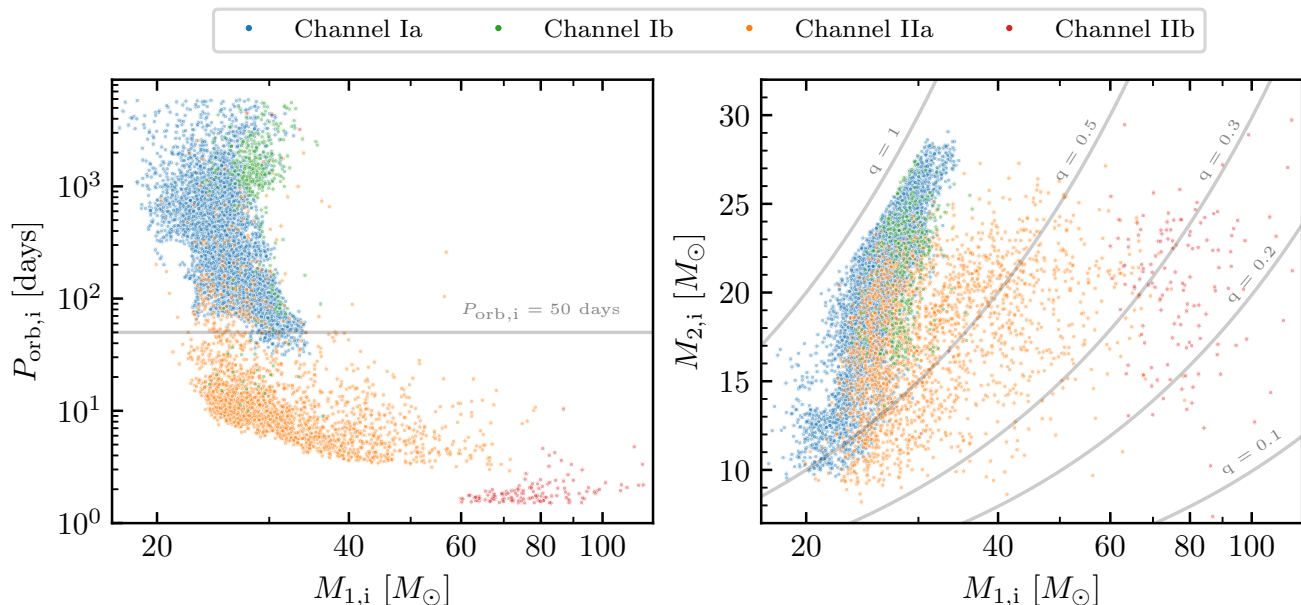 Channel Ia Channel Ib Channel IIa Channel IIb
P_orb,i [days]
10^3
10^2
10^1
10^0
P_orb,i = 50 days
20 30 40 60 80 100
M_1,i [M_⊙]
M_2,i [M_⊙]
30
25
20
15
10
q = 1
q = 0.5
q = 0.3
q = 0.2
q = 0.1
20 30 40 60 80 100
M_1,i [M_⊙]